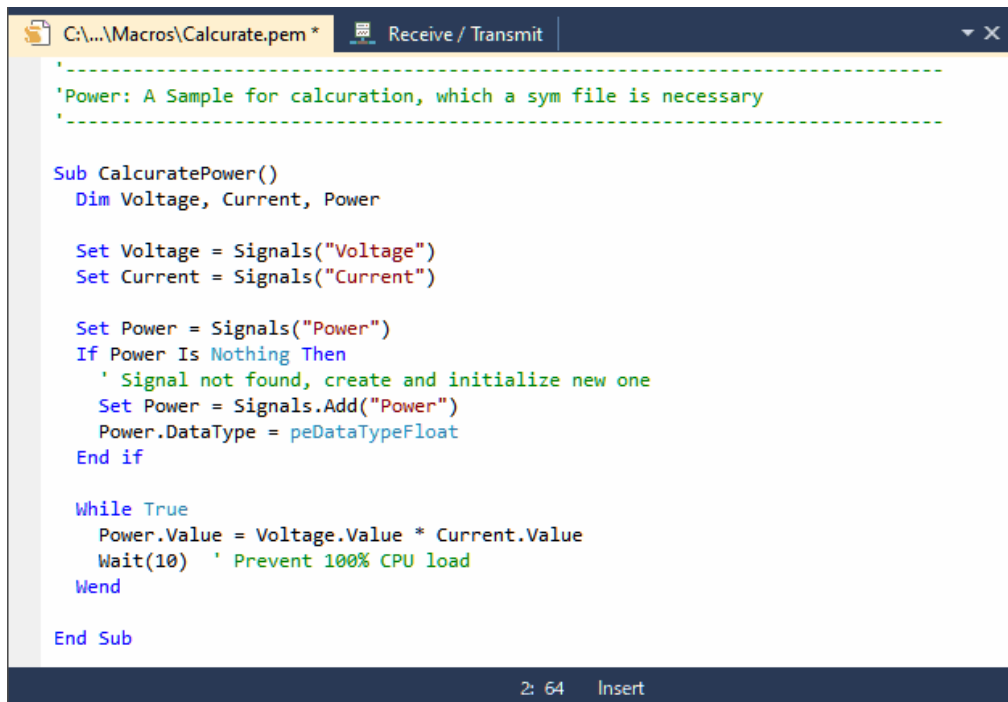 C:\...\Macros\Calcurate.pem *
Receive / Transmit
'------------------------------------------------------------------------------
'Power: A Sample for calcuration, which a sym file is necessary
'------------------------------------------------------------------------------
Sub CalcuratePower()
Dim Voltage, Current, Power
Set Voltage = Signals("Voltage")
Set Current = Signals("Current")
Set Power = Signals("Power")
If Power Is Nothing Then
' Signal not found, create and initialize new one
Set Power = Signals.Add("Power")
Power.DataType = peDataTypeFloat
End if
While True
Power.Value = Voltage.Value * Current.Value
Wait(10)  ' Prevent 100% CPU load
Wend
End Sub
2: 64 Insert